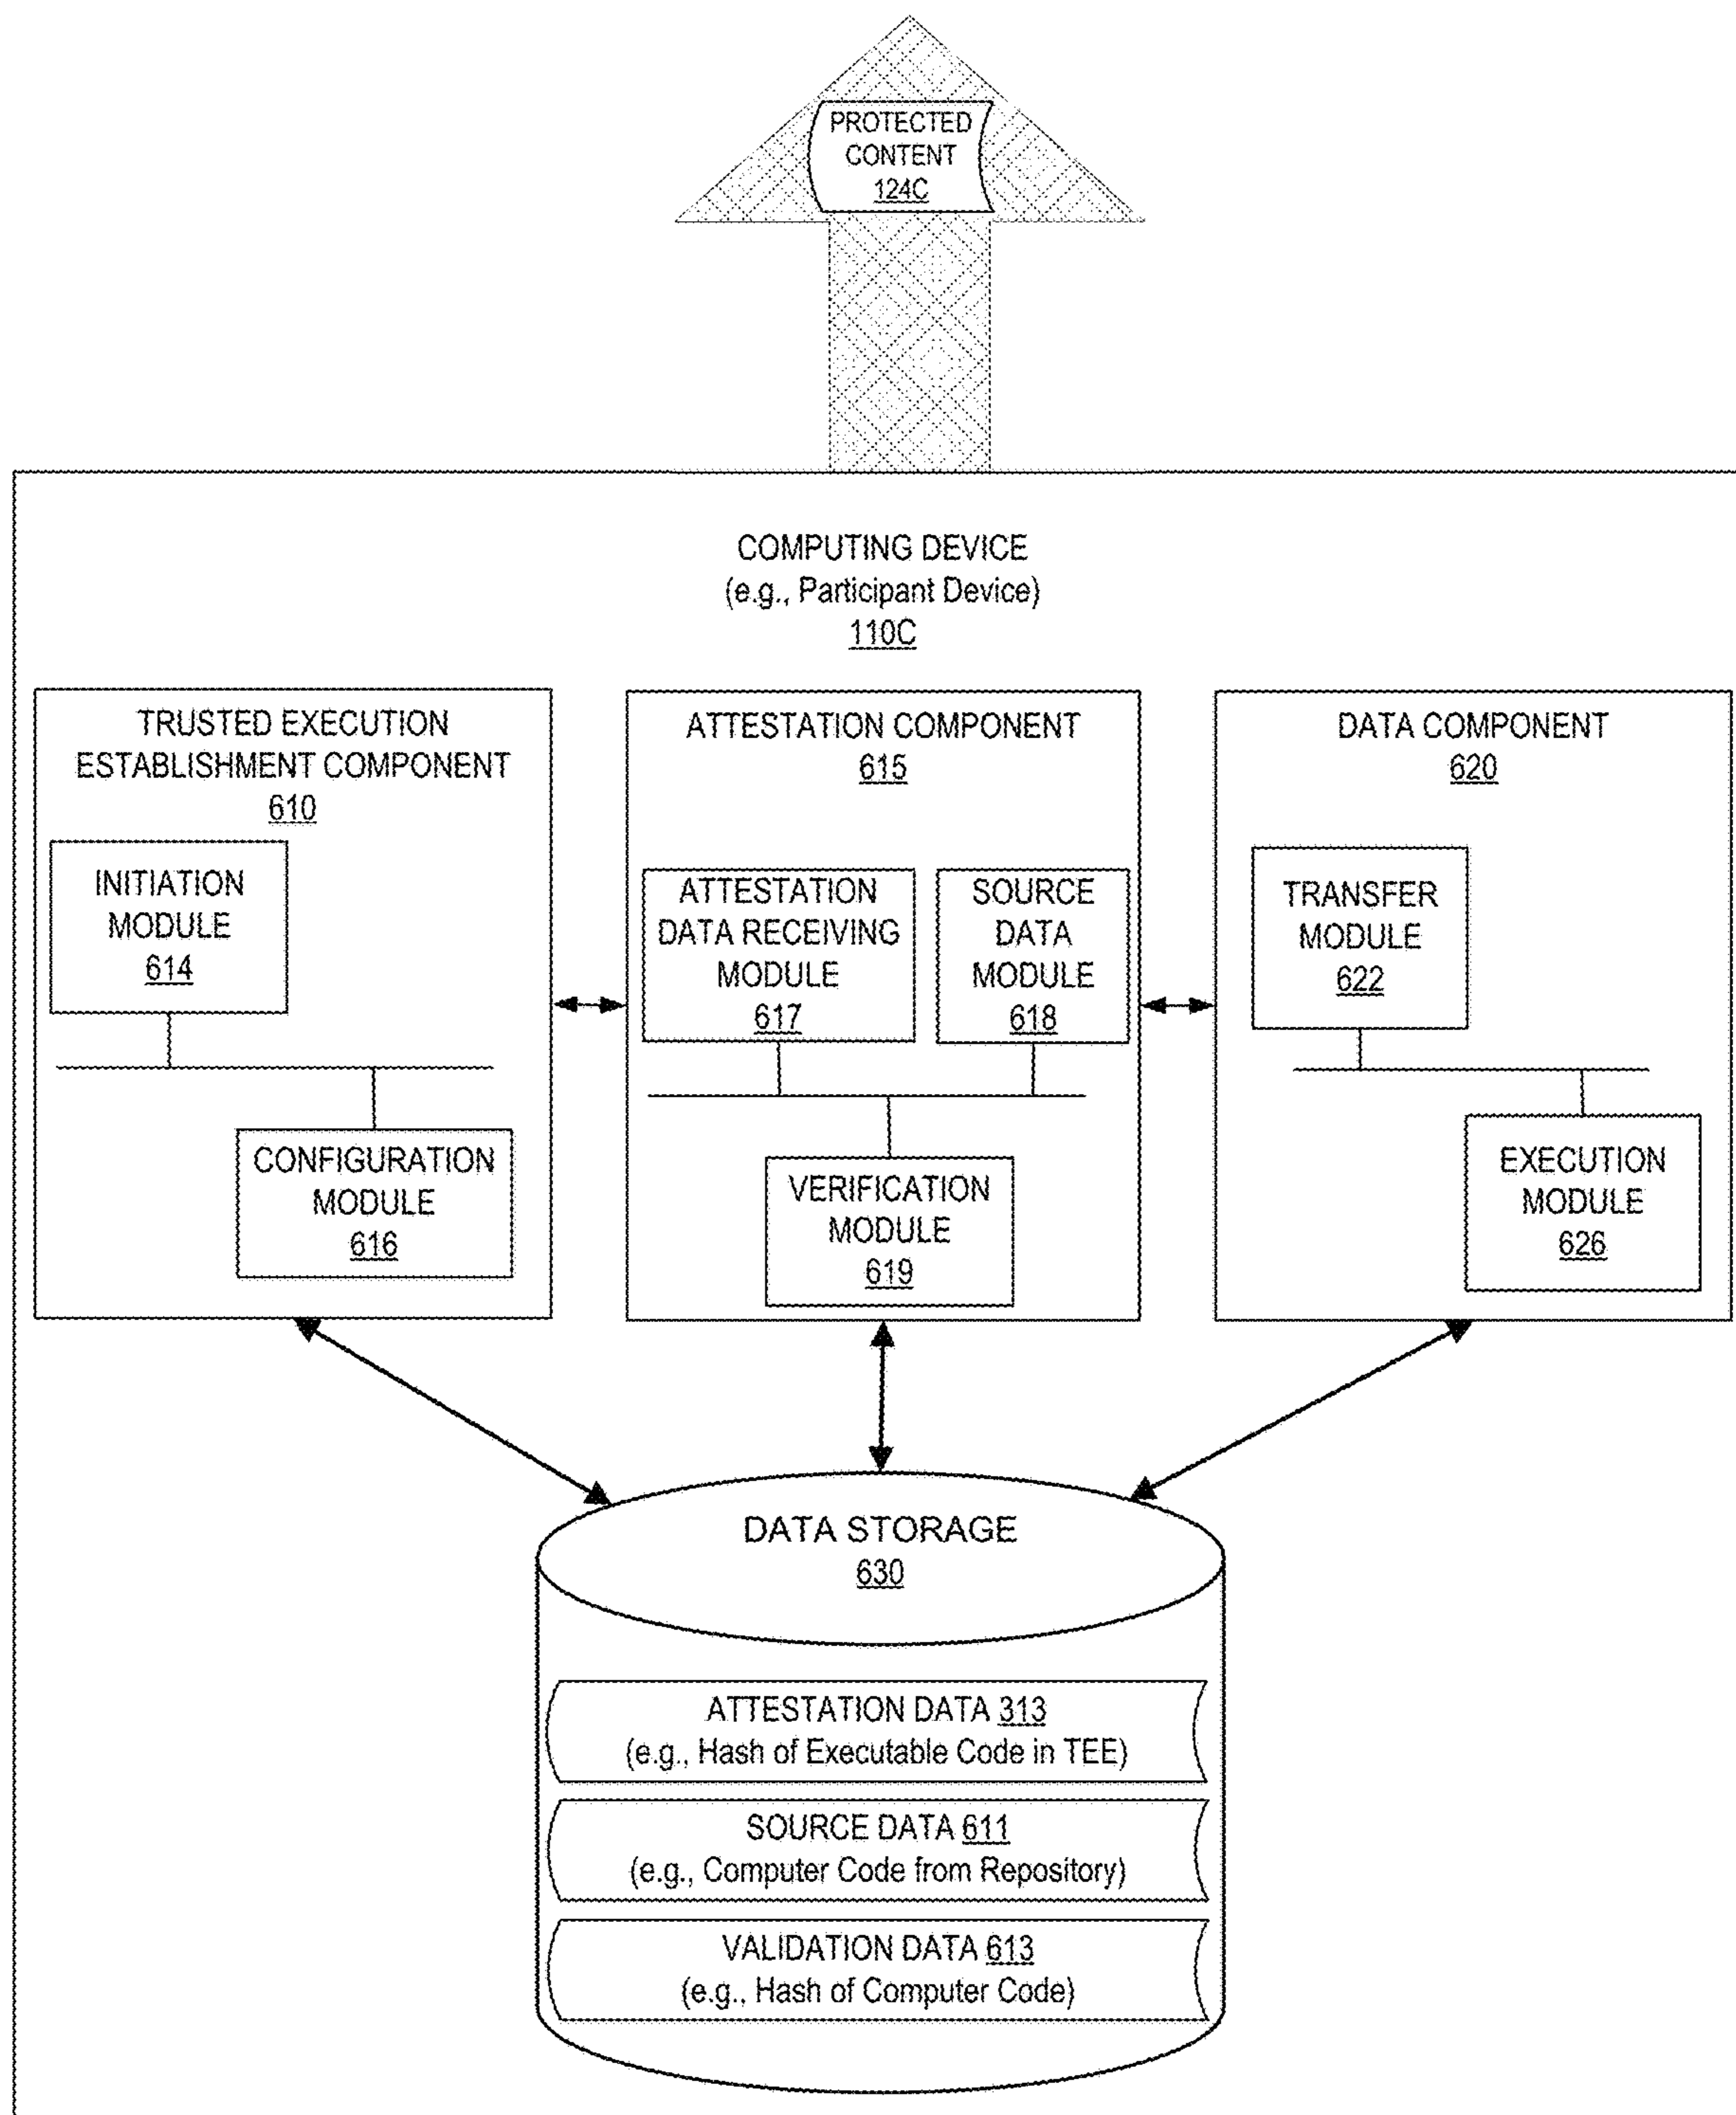 PROTECTED
CONTENT
124C
COMPUTING DEVICE
(e.g., Participant Device)
110C
TRUSTED EXECUTION
ESTABLISHMENT COMPONENT
610
INITIATION
MODULE
614
CONFIGURATION
MODULE
616
ATTESTATION COMPONENT
615
ATTESTATION
DATA RECEIVING
MODULE
617
SOURCE
DATA
MODULE
618
VERIFICATION
MODULE
619
DATA COMPONENT
620
TRANSFER
MODULE
622
EXECUTION
MODULE
626
DATA STORAGE
630
ATTESTATION DATA 313
(e.g., Hash of Executable Code in TEE)
SOURCE DATA 611
(e.g., Computer Code from Repository)
VALIDATION DATA 613
(e.g., Hash of Computer Code)